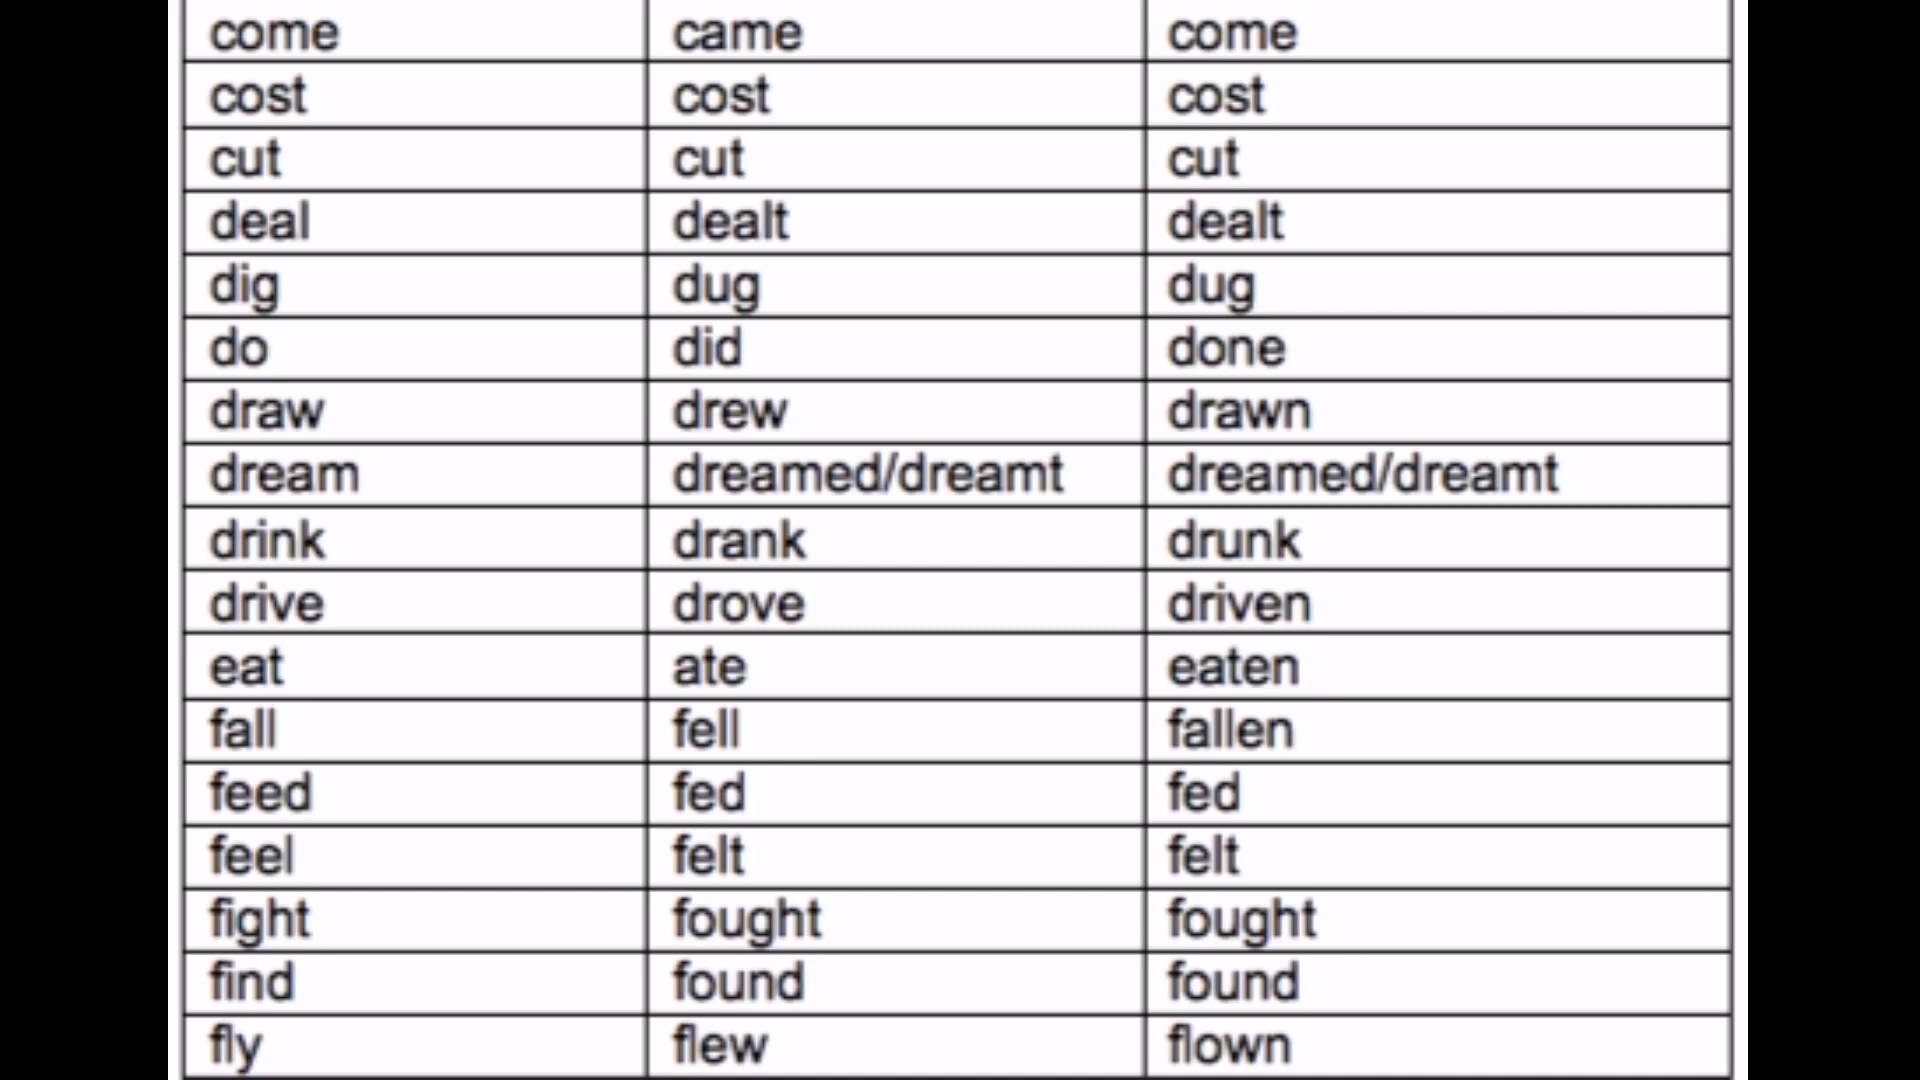 come came come
cost cost cost
cut cut cut
deal dealt dealt
dig dug dug
do did done
draw drew drawn
dream dreamed/dreamt dreamed/dreamt
drink drank drunk
drive drove driven
eat ate eaten
fall fell fallen
feed fed fed
feel felt felt
fight fought fought
find found found
fly flew flown